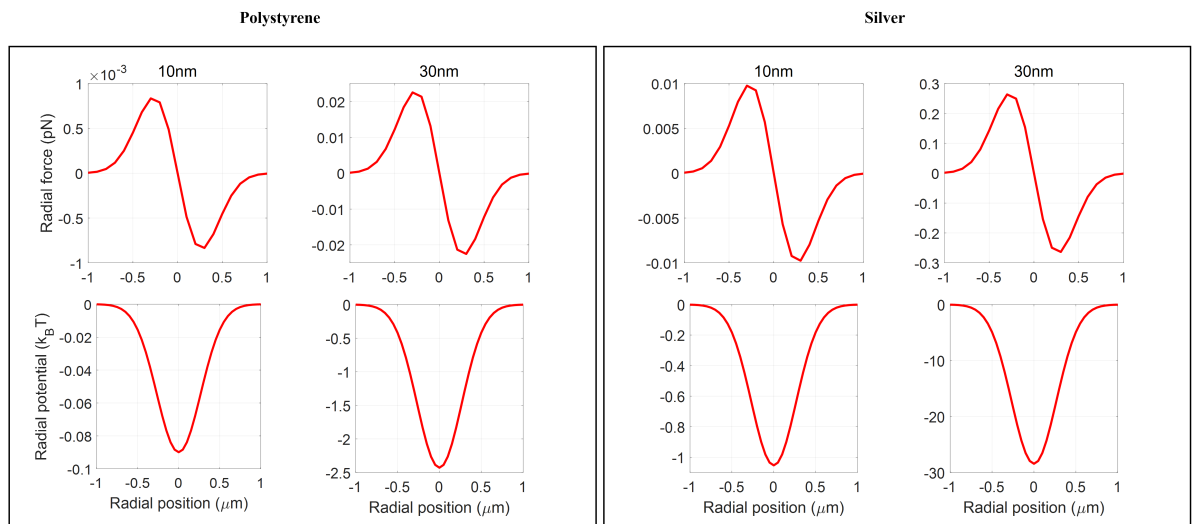 Polystyrene
Silver
×10⁻³
10nm
30nm
10nm
30nm
Radial force (pN)
1
0.5
0
-0.5
-1
-1 -0.5 0 0.5 1
0.02
0.01
0
-0.01
-0.02
-1 -0.5 0 0.5 1
0.01
0.005
0
-0.005
-0.01
-1 -0.5 0 0.5 1
0.3
0.2
0.1
0
-0.1
-0.2
-0.3
-1 -0.5 0 0.5 1
Radial potential (k_BT)
0
-0.02
-0.04
-0.06
-0.08
-0.1
-1 -0.5 0 0.5 1
Radial position (μm)
0
-0.5
-1
-1.5
-2
-2.5
-1 -0.5 0 0.5 1
Radial position (μm)
0
-0.2
-0.4
-0.6
-0.8
-1
-1 -0.5 0 0.5 1
Radial position (μm)
0
-10
-20
-30
-1 -0.5 0 0.5 1
Radial position (μm)